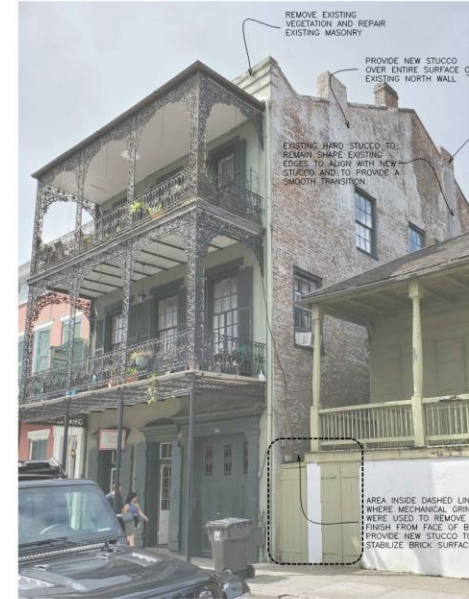 REMOVE EXISTING
VEGETATION AND REPAIR
EXISTING MASONRY
PROVIDE NEW STUCCO
OVER ENTIRE SURFACE O
EXISTING NORTH WALL
EXISTING HARD STUCCO TO
REMAIN SHAPE EXISTING
EDGES TO ALIGN WITH NEW
STUCCO AND TO PROVIDE A
SMOOTH TRANSITION.
AREA INSIDE DASHED LIN
WHERE MECHANICAL GRIN
WERE USED TO REMOVE
FINISH FROM FACE OF B
PROVIDE NEW STUCCO TO
STABILIZE BRICK SURFAC